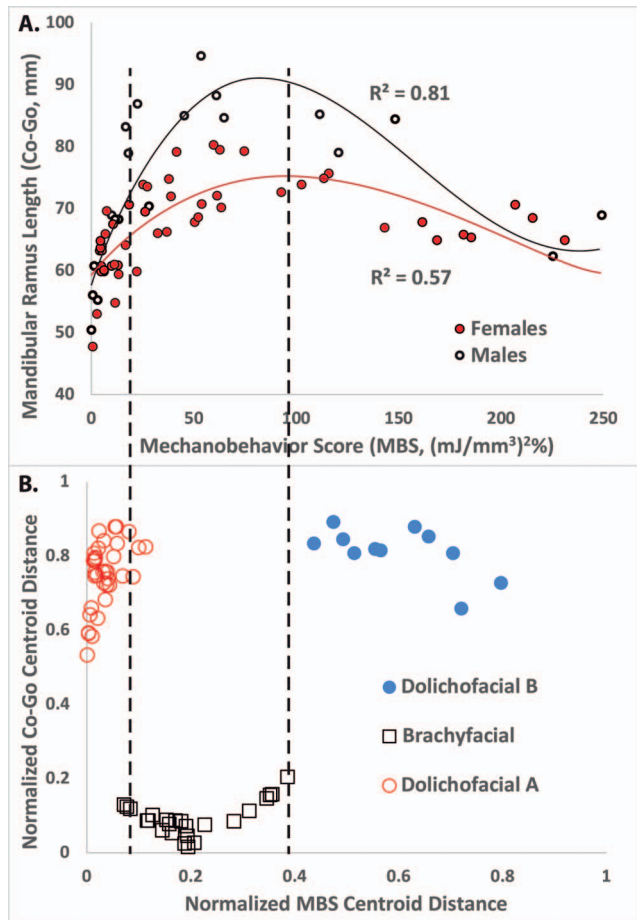 A.
Mandibular Ramus Length (Co-Go, mm)
100
90
80
70
60
50
40
R² = 0.81
R² = 0.57
Females
Males
0 50 100 150 200 250
Mechanobehavior Score (MBS, (mJ/mm³)²%)
B.
Normalized Co-Go Centroid Distance
1
0.8
0.6
0.4
0.2
0
Dolichofacial B
Brachyfacial
Dolichofacial A
0 0.2 0.4 0.6 0.8 1
Normalized MBS Centroid Distance